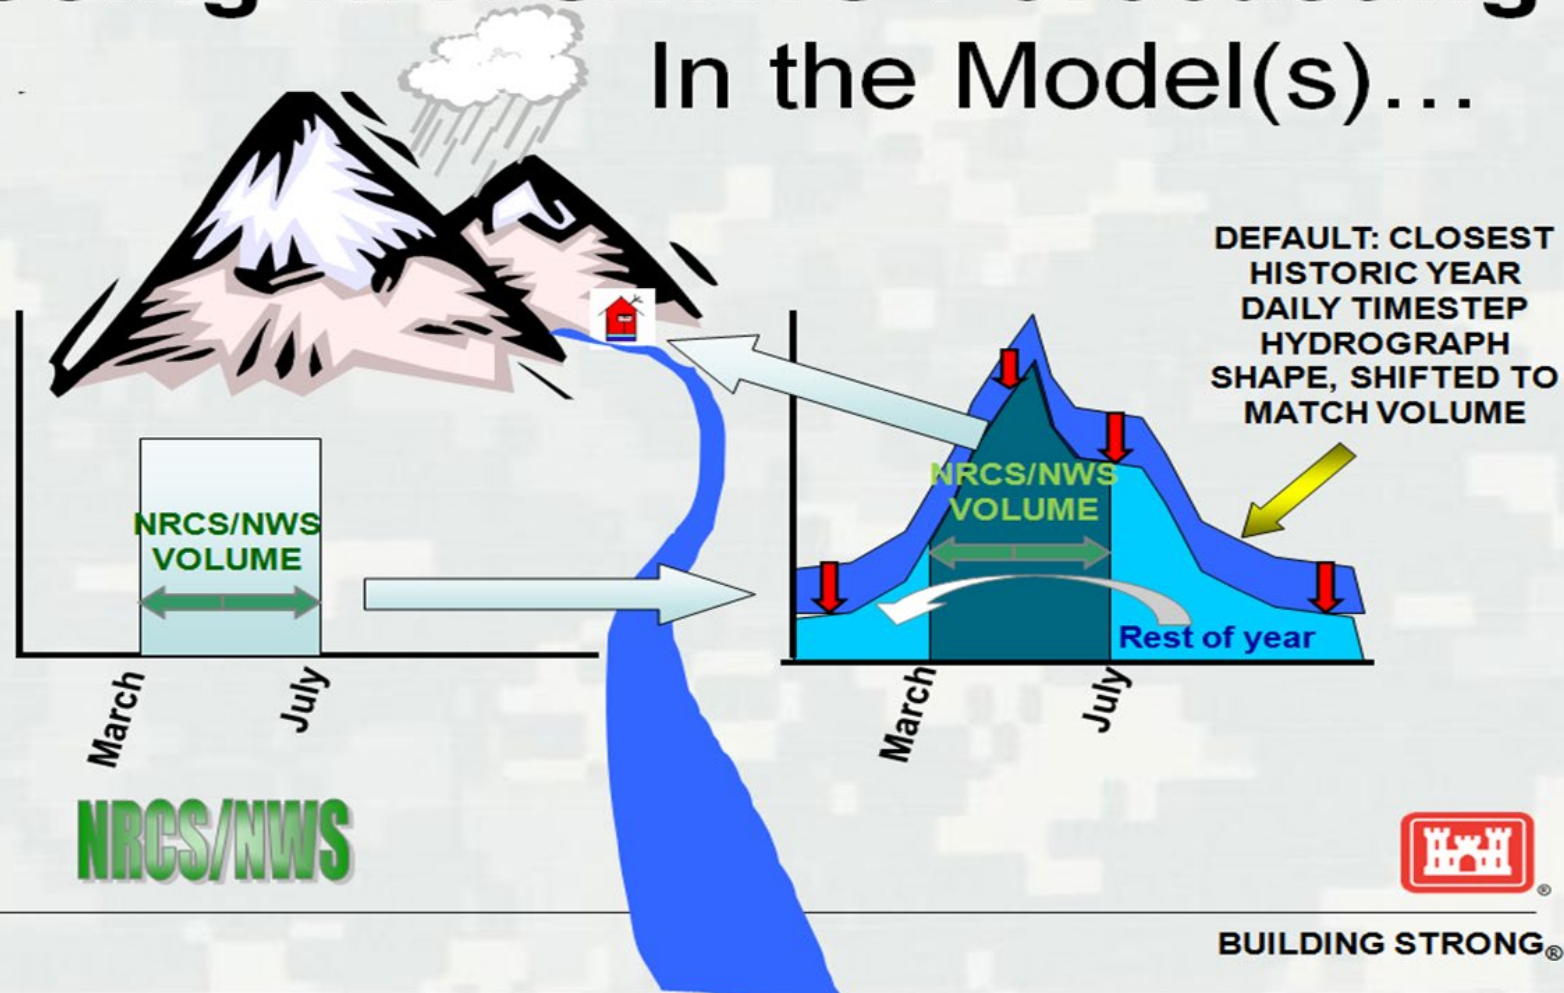 In the Model(s)...
DEFAULT: CLOSEST
HISTORIC YEAR
DAILY TIMESTEP
HYDROGRAPH
SHAPE, SHIFTED TO
MATCH VOLUME
NRCS/NWS
VOLUME
March
July
NRCS/NWS
VOLUME
Rest of year
March
July
NRCS/NWS
®
BUILDING STRONG®